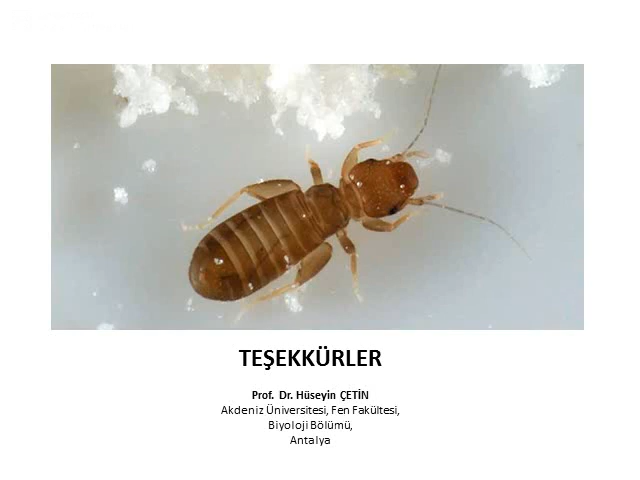 TEŞEKKÜRLER
Prof. Dr. Hüseyin ÇETİN
Akdeniz Üniversitesi, Fen Fakültesi,
Biyoloji Bölümü,
Antalya